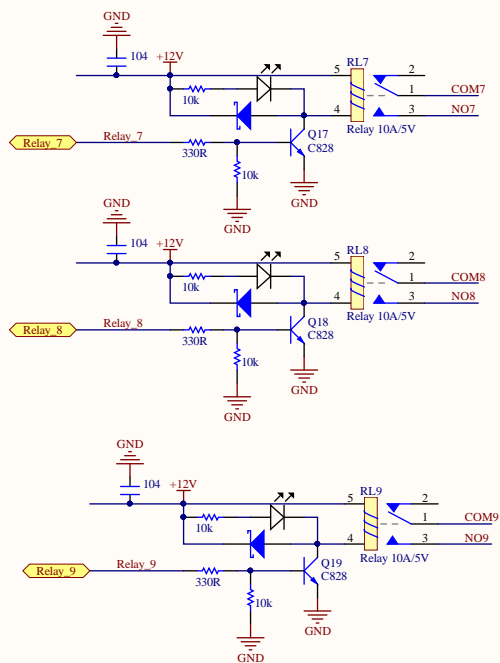 GND
104
+12V
10k
5
RL7
2
1
COM7
4
3
NO7
Relay 10A/5V
Relay_7
Relay_7
330R
Q17
C828
10k
GND
GND
GND
104
+12V
10k
5
RL8
2
1
COM8
4
3
NO8
Relay 10A/5V
Relay_8
Relay_8
330R
Q18
C828
10k
GND
GND
GND
104
+12V
10k
5
RL9
2
1
COM9
4
3
NO9
Relay 10A/5V
Relay_9
Relay_9
330R
Q19
C828
10k
GND
GND